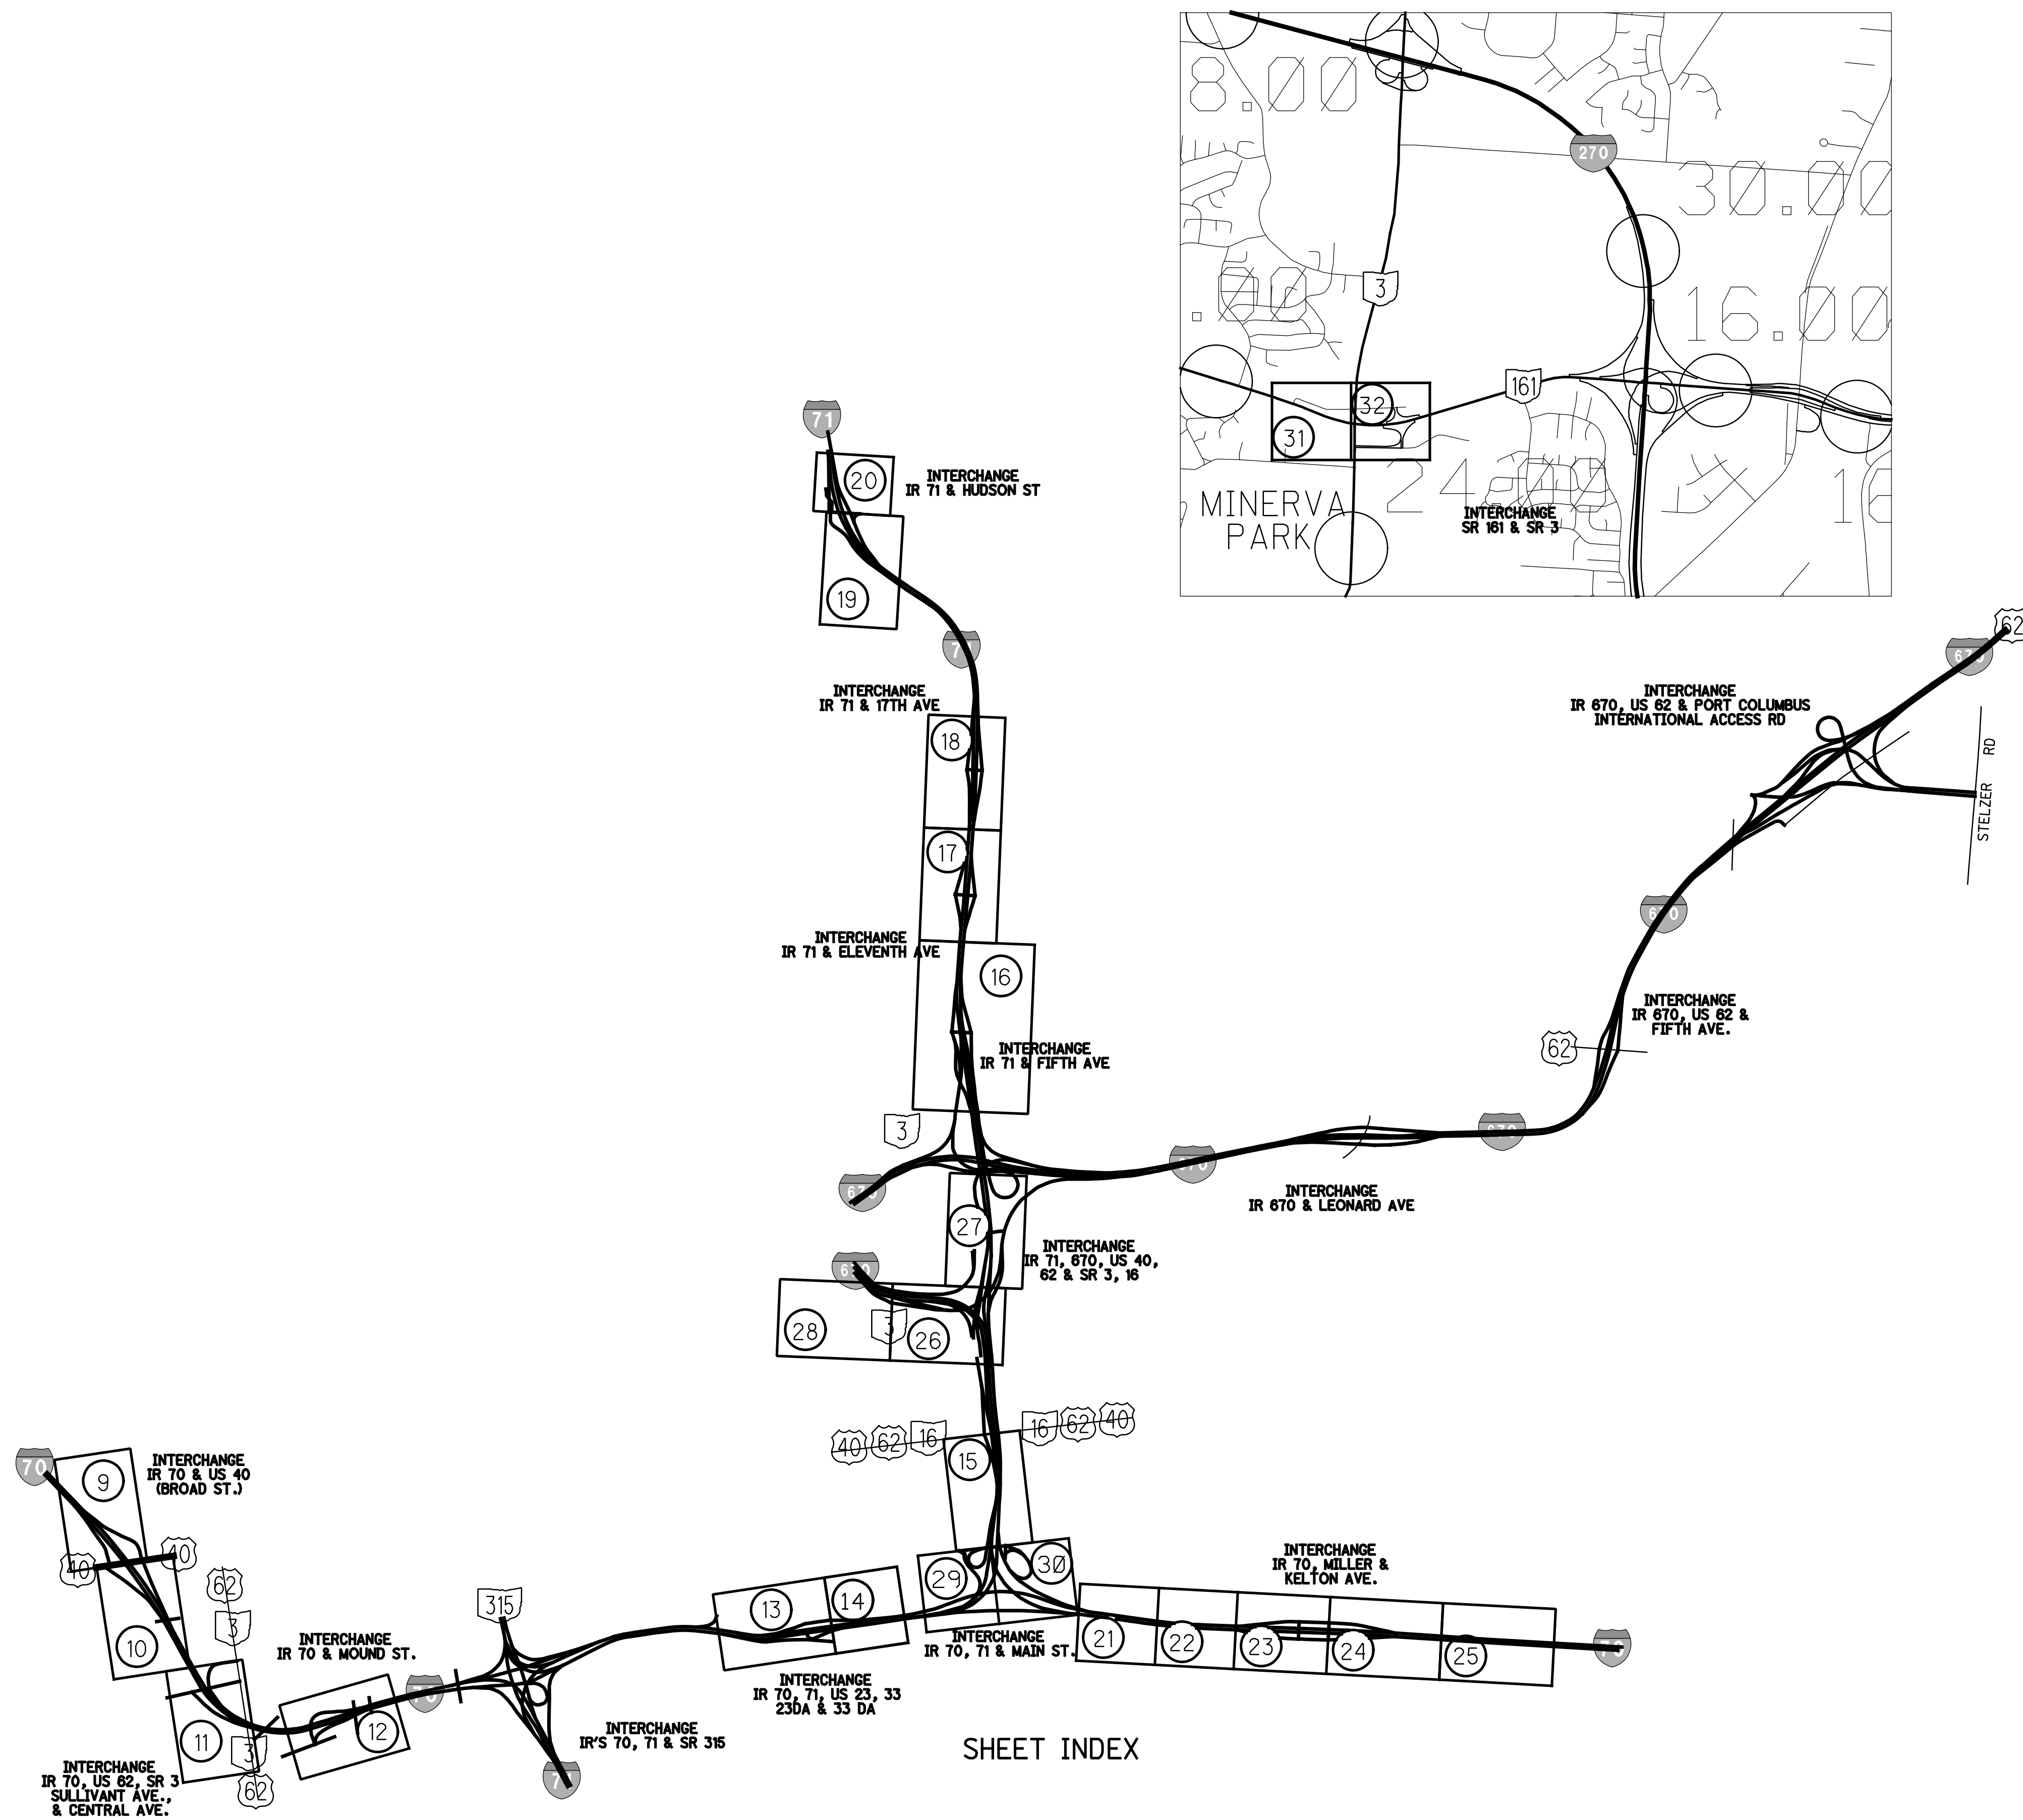 8.00
270
30.00
3
.00
16.00
161
32
31
24.00
16
MINERVA
PARK
INTERCHANGE
SR 161 & SR 3
71
20
INTERCHANGE
IR 71 & HUDSON ST
19
62
INTERCHANGE
IR 71 & 17TH AVE
18
17
INTERCHANGE
IR 71 & ELEVENTH AVE
16
INTERCHANGE
IR 71 & FIFTH AVE
3
INTERCHANGE
IR 670, US 62 & PORT COLUMBUS
INTERNATIONAL ACCESS RD
STELZER RD
INTERCHANGE
IR 670, US 62 &
FIFTH AVE.
62
INTERCHANGE
IR 670 & LEONARD AVE
27
INTERCHANGE
IR 71, 670, US 40,
62 & SR 3, 16
28
3
26
40
62
16
16
62
40
15
70
9
INTERCHANGE
IR 70 & US 40
(BROAD ST.)
40
40
62
3
10
11
3
62
INTERCHANGE
IR 70, US 62, SR 3
SULLIVANT AVE.,
& CENTRAL AVE.
INTERCHANGE
IR 70 & MOUND ST.
12
315
INTERCHANGE
IR'S 70, 71 & SR 315
13
14
INTERCHANGE
IR 70, 71, US 23, 33
23DA & 33 DA
29
30
INTERCHANGE
IR 70, 71 & MAIN ST.
INTERCHANGE
IR 70, MILLER &
KELTON AVE.
21
22
23
24
25
SHEET INDEX